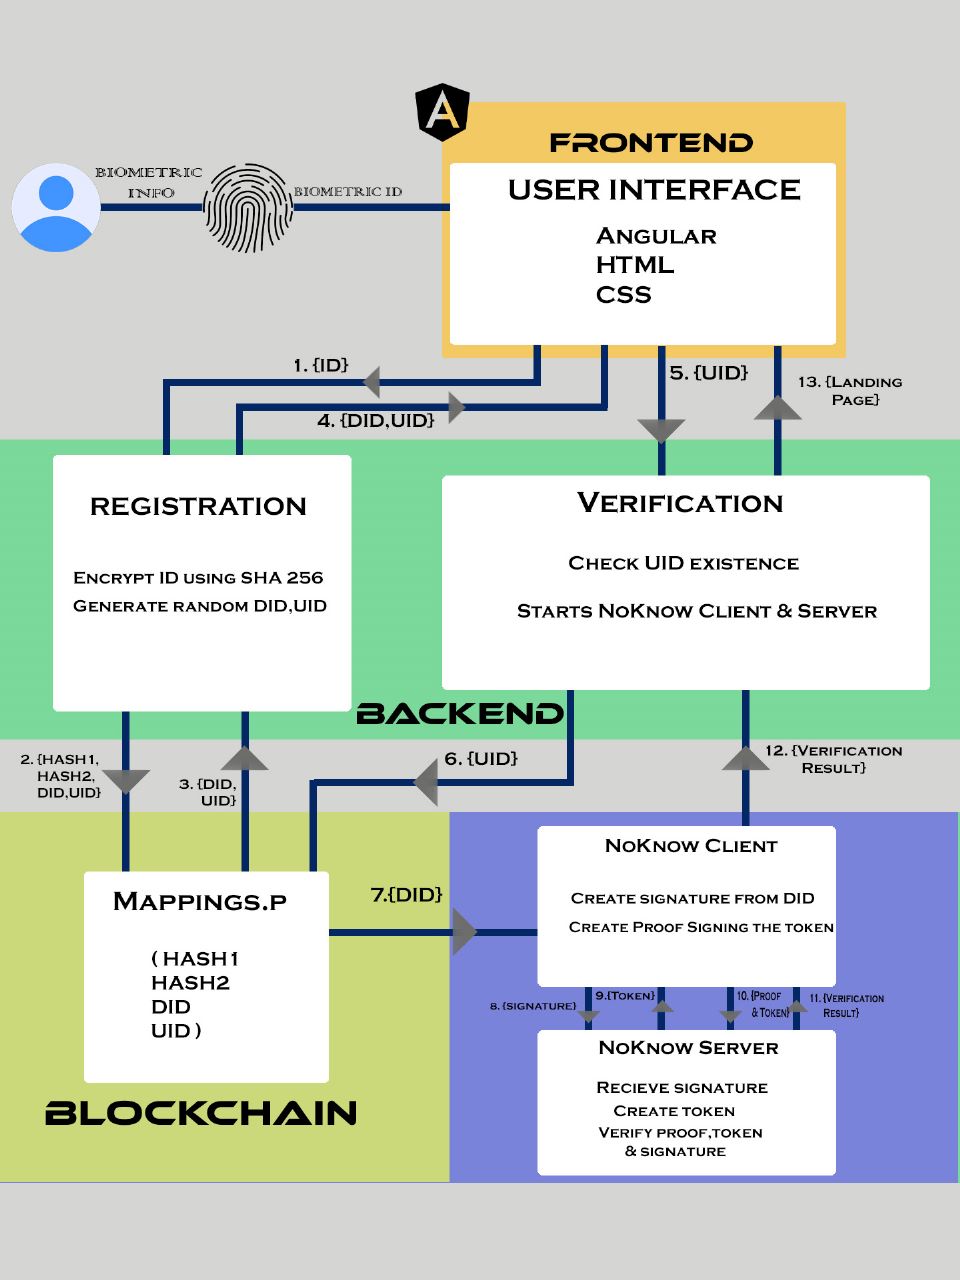 FRONTEND
BIOMETRIC
INFO
BIOMETRIC ID
USER INTERFACE
Angular
HTML
CSS
1. {ID}
4. {DID,UID}
5. {UID}
13. {Landing
Page}
REGISTRATION
Encrypt ID using SHA 256
Generate random DID,UID
Verification
Check UID existence
Starts NoKnow Client & Server
BACKEND
2. {HASH1,
HASH2,
DID,UID}
3. {DID,
UID}
6. {UID}
12. {Verification
Result}
Mappings.p
( HASH1
HASH2
DID
UID )
7.{DID}
NoKnow Client
Create signature from DID
Create Proof Signing the token
8. {SIGNATURE}
9.{Token}
10. {Proof
& Token}
11. {Verification
Result}
NoKnow Server
Recieve signature
Create token
Verify proof,token
& signature
BLOCKCHAIN